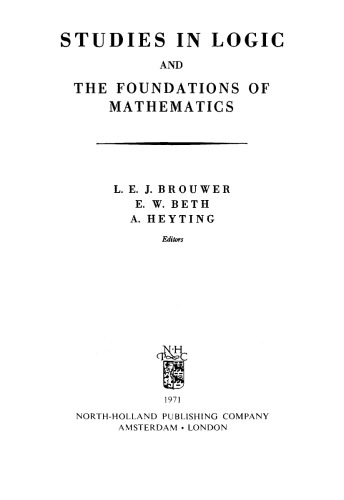 STUDIES IN LOGIC
AND
THE FOUNDATIONS OF
MATHEMATICS
L. E. J. BROUWER
E. W. BETH
A. HEYTING
Editors
N·H
P C
1971
NORTH-HOLLAND PUBLISHING COMPANY
AMSTERDAM • LONDON